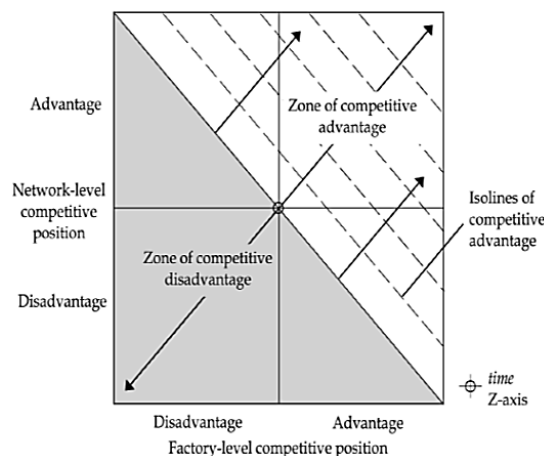 Advantage
Zone of competitive
advantage
Network-level
competitive
position
Isolines of
competitive
advantage
Zone of competitive
disadvantage
Disadvantage
time
Z-axis
Disadvantage
Advantage
Factory-level competitive position